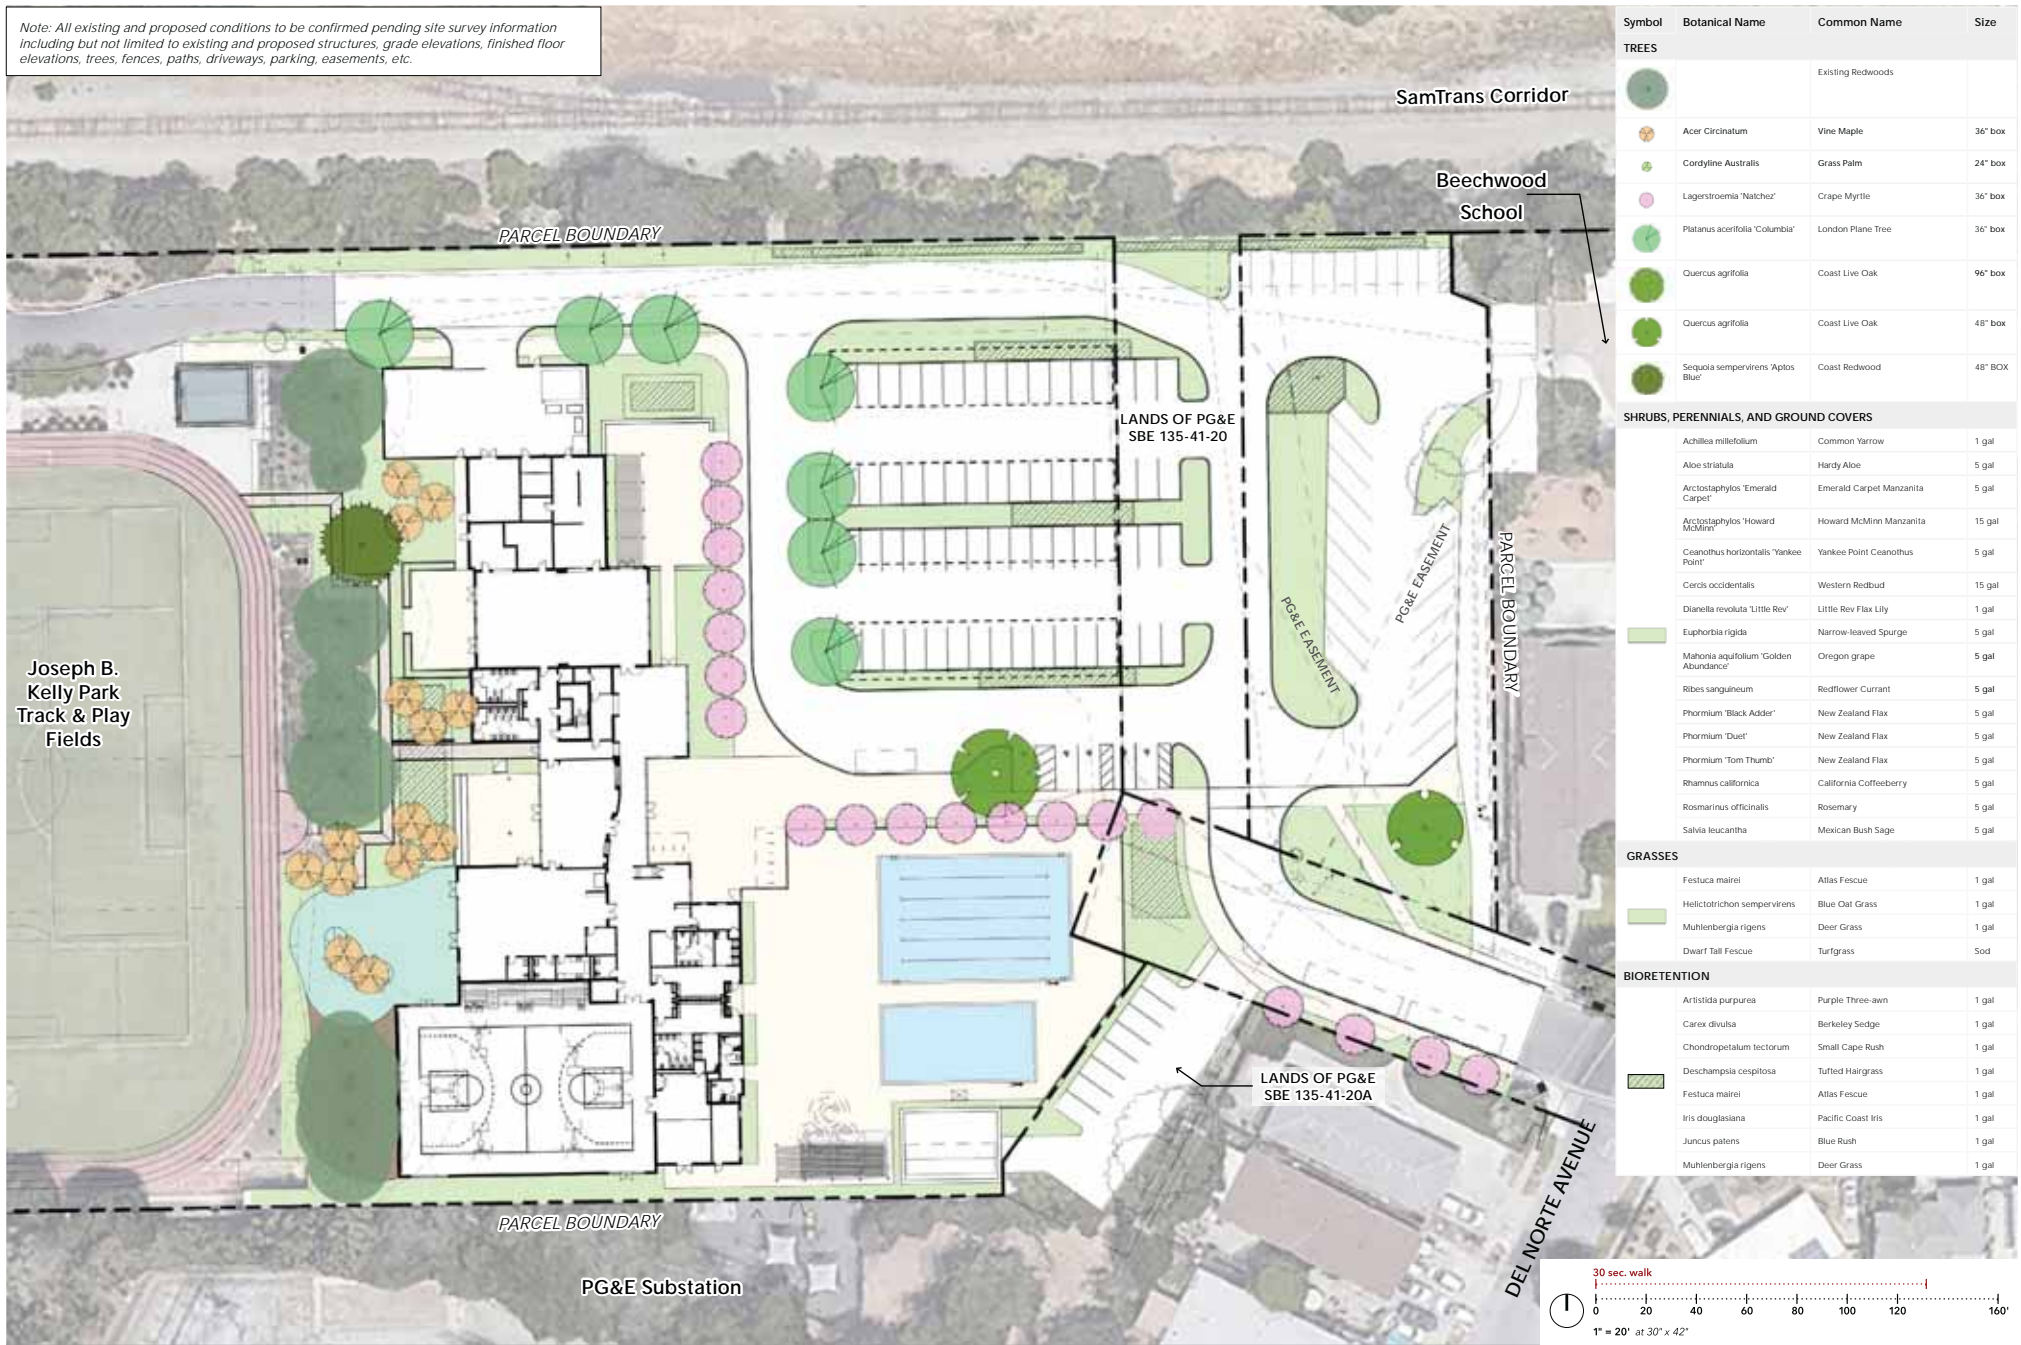 Note: All existing and proposed conditions to be confirmed pending site survey information
including but not limited to existing and proposed structures, grade elevations, finished floor
elevations, trees, fences, paths, driveways, parking, easements, etc.
SamTrans Corridor
Beechwood
School
PARCEL BOUNDARY
LANDS OF PG&E
SBE 135-41-20
PG&E EASEMENT
PG&E EASEMENT
PARCEL BOUNDARY
Joseph B.
Kelly Park
Track & Play
Fields
LANDS OF PG&E
SBE 135-41-20A
DEL NORTE AVENUE
PARCEL BOUNDARY
PG&E Substation
Symbol Botanical Name Common Name Size
TREES
Existing Redwoods
Acer Circinatum Vine Maple 36" box
Cordyline Australis Grass Palm 24" box
Lagerstroemia 'Natchez' Crape Myrtle 36" box
Platanus acerifolia 'Columbia' London Plane Tree 36" box
Quercus agrifolia Coast Live Oak 96" box
Quercus agrifolia Coast Live Oak 48" box
Sequoia sempervirens 'Aptos Coast Redwood 48" BOX
Blue'
SHRUBS, PERENNIALS, AND GROUND COVERS
Achillea millefolium Common Yarrow 1 gal
Aloe striatula Hardy Aloe 5 gal
Arctostaphylos 'Emerald Emerald Carpet Manzanita 5 gal
Carpet'
Arctostaphylos 'Howard Howard McMinn Manzanita 15 gal
McMinn'
Ceanothus horizontalis 'Yankee Yankee Point Ceanothus 5 gal
Point'
Cercis occidentalis Western Redbud 15 gal
Dianella revoluta 'Little Rev' Little Rev Flax Lily 1 gal
Euphorbia rigida Narrow-leaved Spurge 5 gal
Mahonia aquifolium 'Golden Oregon grape 5 gal
Abundance'
Ribes sanguineum Redflower Currant 5 gal
Phormium 'Black Adder' New Zealand Flax 5 gal
Phormium 'Duet' New Zealand Flax 5 gal
Phormium 'Tom Thumb' New Zealand Flax 5 gal
Rhamnus californica California Coffeeberry 5 gal
Rosmarinus officinalis Rosemary 5 gal
Salvia leucantha Mexican Bush Sage 5 gal
GRASSES
Festuca mairei Atlas Fescue 1 gal
Helictotrichon sempervirens Blue Oat Grass 1 gal
Muhlenbergia rigens Deer Grass 1 gal
Dwarf Tall Fescue Turfgrass Sod
BIORETENTION
Artistida purpurea Purple Three-awn 1 gal
Carex divulsa Berkeley Sedge 1 gal
Chondropetalum tectorum Small Cape Rush 1 gal
Deschampsia cespitosa Tufted Hairgrass 1 gal
Festuca mairei Atlas Fescue 1 gal
Iris douglasiana Pacific Coast Iris 1 gal
Juncus patens Blue Rush 1 gal
Muhlenbergia rigens Deer Grass 1 gal
30 sec. walk
0 20 40 60 80 100 120 160'
1" = 20' at 30" x 42"